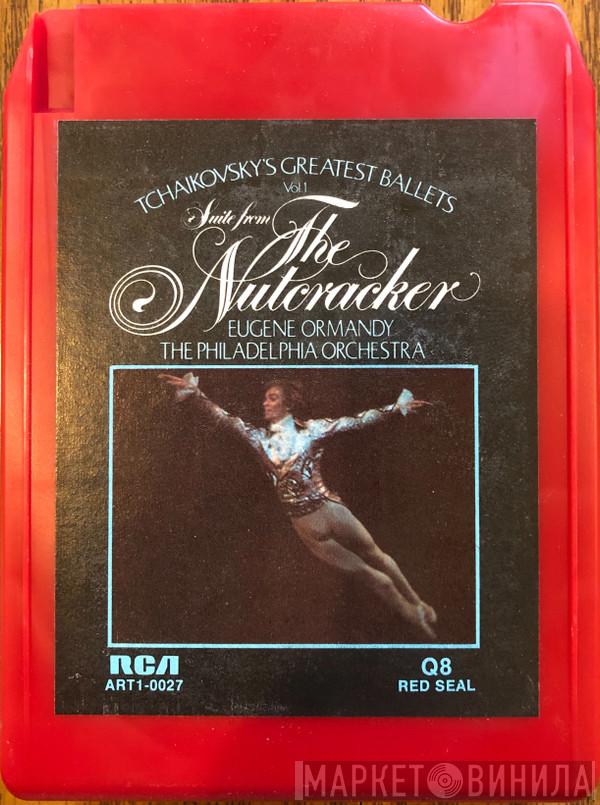 TCHAIKOVSKY'S GREATEST BALLETS
Vol.1
Suite from The
Nutcracker
EUGENE ORMANDY
THE PHILADELPHIA ORCHESTRA
RCA
ART1-0027
Q8
RED SEAL
МАРКЕТ ВИНИЛА